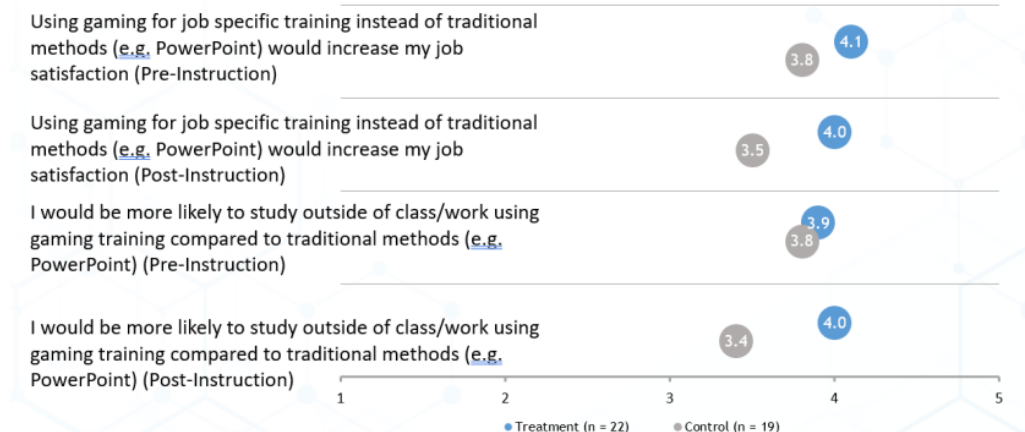 Using gaming for job specific training instead of traditional
methods (e.g. PowerPoint) would increase my job
satisfaction (Pre-Instruction)
4.1
3.8
Using gaming for job specific training instead of traditional
methods (e.g. PowerPoint) would increase my job
satisfaction (Post-Instruction)
4.0
3.5
I would be more likely to study outside of class/work using
gaming training compared to traditional methods (e.g.
PowerPoint) (Pre-Instruction)
3.9
3.8
I would be more likely to study outside of class/work using
gaming training compared to traditional methods (e.g.
PowerPoint) (Post-Instruction)
4.0
3.4
1 2 3 4 5
Treatment (n = 22) Control (n = 19)